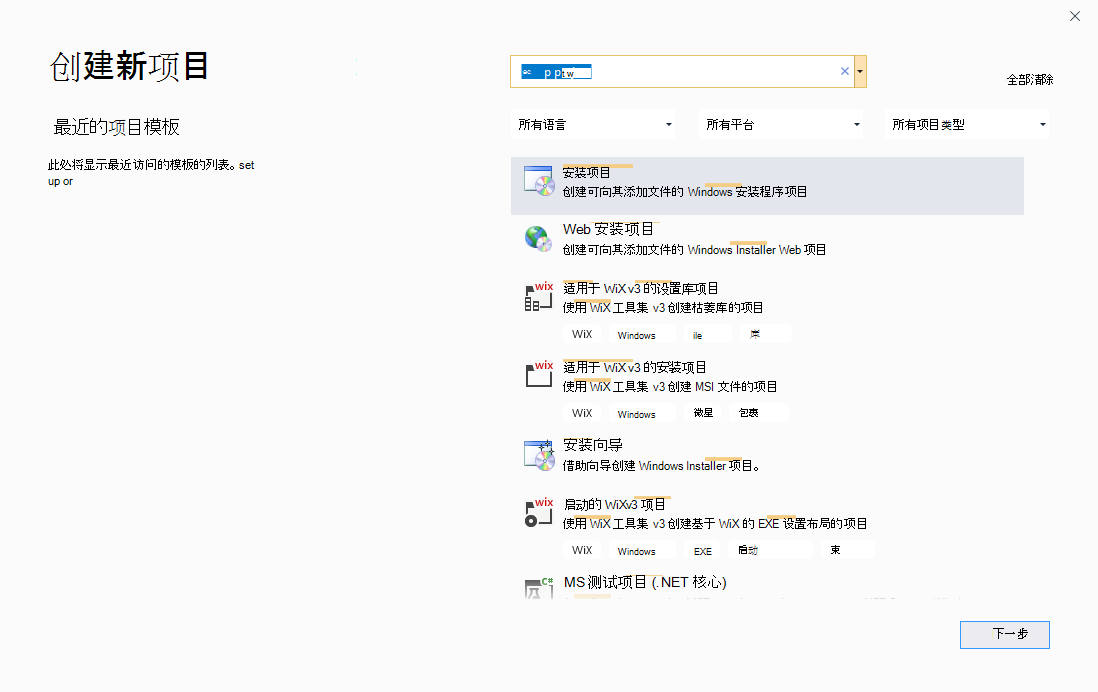 创建新项目
最近的项目模板
此处将显示最近访问的模板的列表。set
up or
全部清除
所有语言
所有平台
所有项目类型
安装项目
创建可向其添加文件的 Windows 安装程序项目
Web 安装项目
创建可向其添加文件的 Windows Installer Web 项目
wix
适用于 WiX v3 的设置库项目
使用 WiX 工具集 v3 创建枯萎库的项目
WiX Windows ile 库
wix
适用于 WiX v3 的安装项目
使用 WiX 工具集 v3 创建 MSI 文件的项目
WiX Windows 微星 包裹
安装向导
借助向导创建 Windows Installer 项目。
wix
启动的 WiXv3 项目
使用 WiX 工具集 v3 创建基于 WiX 的 EXE 设置布局的项目
WiX Windows EXE 启动 束
C#
MS 测试项目 (.NET 核心)
下一步